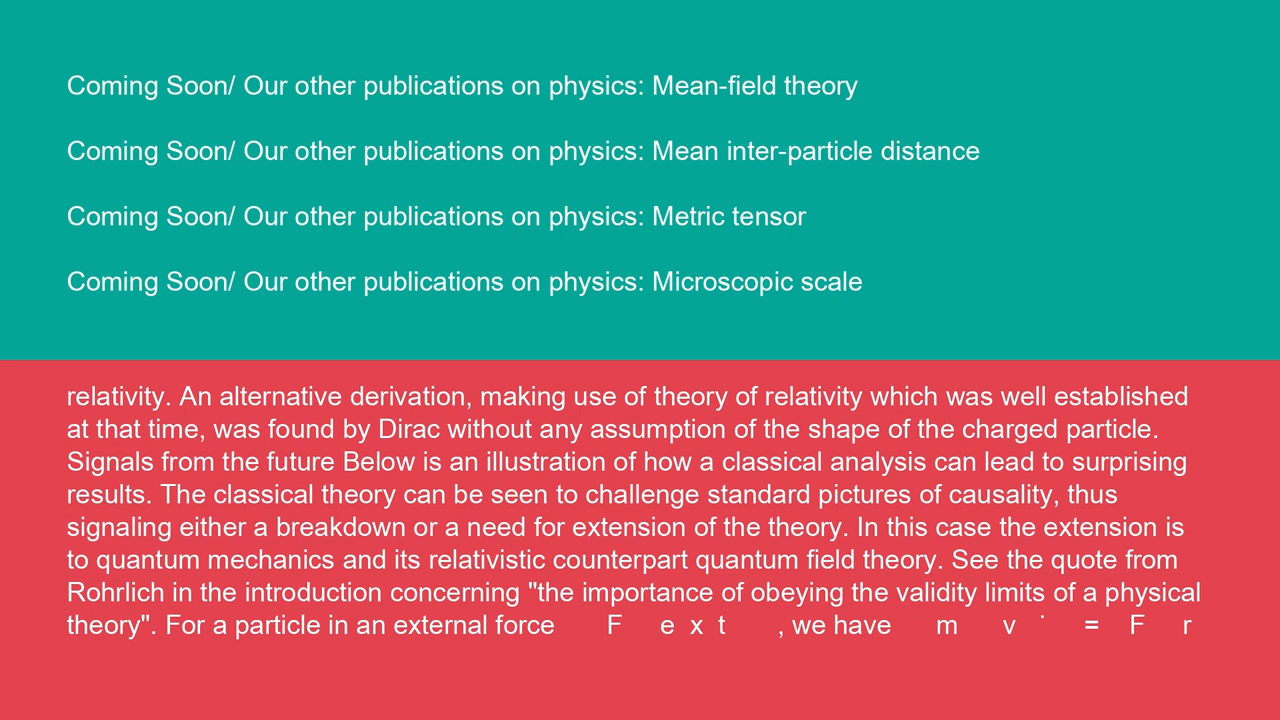 Coming Soon/ Our other publications on physics: Mean-field theory
Coming Soon/ Our other publications on physics: Mean inter-particle distance
Coming Soon/ Our other publications on physics: Metric tensor
Coming Soon/ Our other publications on physics: Microscopic scale
relativity. An alternative derivation, making use of theory of relativity which was well established
at that time, was found by Dirac without any assumption of the shape of the charged particle.
Signals from the future Below is an illustration of how a classical analysis can lead to surprising
results. The classical theory can be seen to challenge standard pictures of causality, thus
signaling either a breakdown or a need for extension of the theory. In this case the extension is
to quantum mechanics and its relativistic counterpart quantum field theory. See the quote from
Rohrlich in the introduction concerning "the importance of obeying the validity limits of a physical
theory". For a particle in an external force F e x t , we have m v ˙ = F r